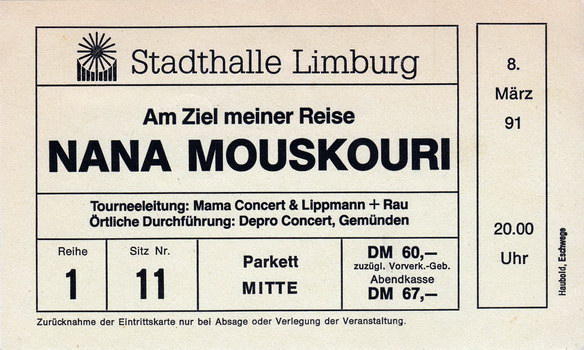 Stadthalle Limburg
Am Ziel meiner Reise
NANA MOUSKOURI
Tourneeleitung: Mama Concert & Lippmann + Rau
Örtliche Durchführung: Depro Concert, Gemünden
Reihe
1
Sitz Nr.
11
Parkett
MITTE
DM 60,—
zuzügl. Vorverk.-Geb.
Abendkasse
DM 67,—
Zurücknahme der Eintrittskarte nur bei Absage oder Verlegung der Veranstaltung.
8.
März
91
20.00
Uhr
Haubold, Eschwege